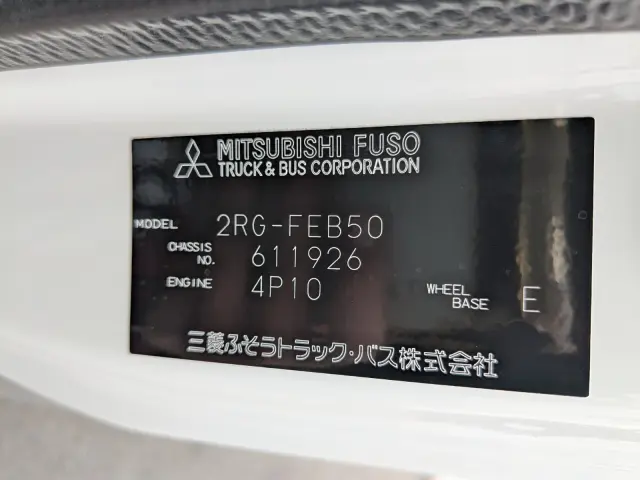 MITSUBISHI FUSO
TRUCK & BUS CORPORATION
MODEL 2RG-FEB50
CHASSIS NO. 611926
ENGINE 4P10
WHEEL BASE E
三菱ふそうトラック・バス株式会社